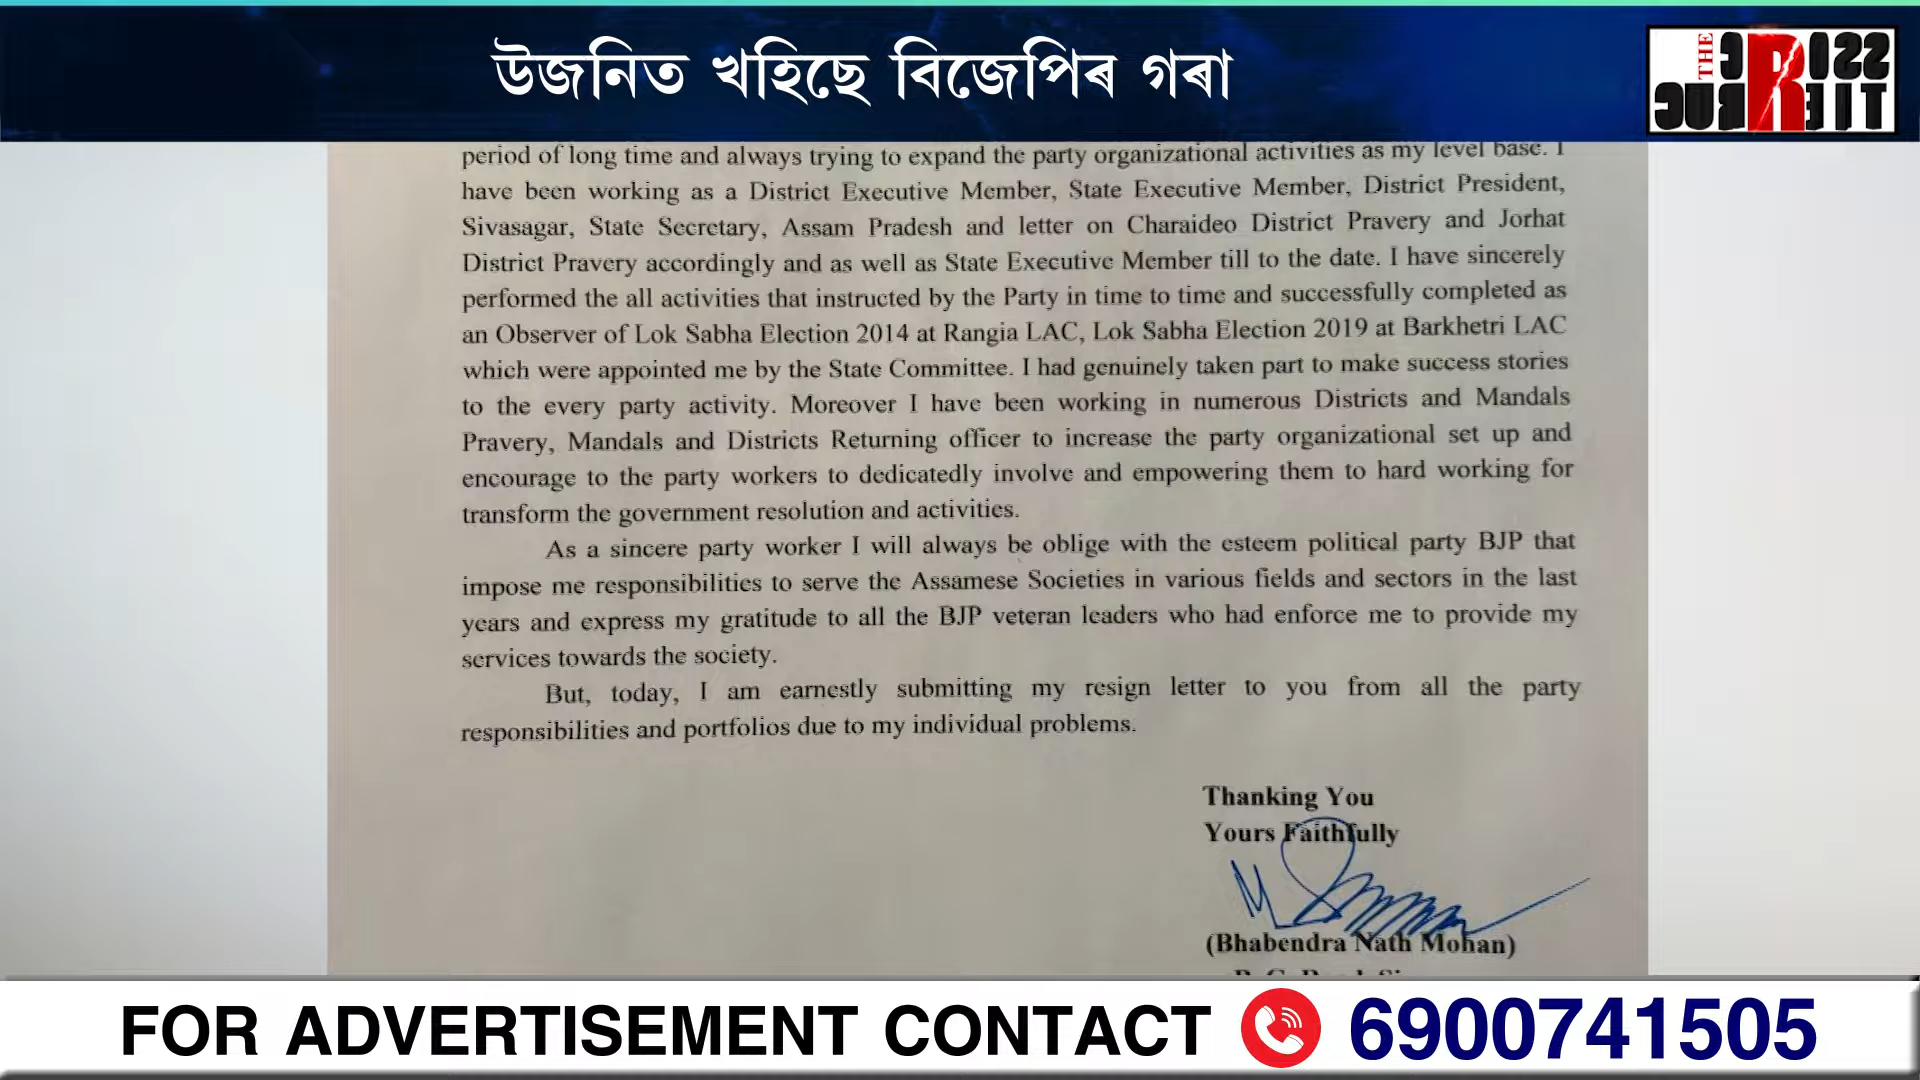 উজনিত খহিছে বিজেপিৰ গৰা
THE CRISS
CURREIT
period of long time and always trying to expand the party organizational activities as my level base. I
have been working as a District Executive Member, State Executive Member, District President,
Sivasagar, State Secretary, Assam Pradesh and letter on Charaideo District Pravery and Jorhat
District Pravery accordingly and as well as State Executive Member till to the date. I have sincerely
performed the all activities that instructed by the Party in time to time and successfully completed as
an Observer of Lok Sabha Election 2014 at Rangia LAC, Lok Sabha Election 2019 at Barkhetri LAC
which were appointed me by the State Committee. I had genuinely taken part to make success stories
to the every party activity. Moreover I have been working in numerous Districts and Mandals
Pravery, Mandals and Districts Returning officer to increase the party organizational set up and
encourage to the party workers to dedicatedly involve and empowering them to hard working for
transform the government resolution and activities.
As a sincere party worker I will always be oblige with the esteem political party BJP that
impose me responsibilities to serve the Assamese Societies in various fields and sectors in the last
years and express my gratitude to all the BJP veteran leaders who had enforce me to provide my
services towards the society.
But, today, I am earnestly submitting my resign letter to you from all the party
responsibilities and portfolios due to my individual problems.
Thanking You
Yours Faithfully
(Bhabendra Nath Mohan)
FOR ADVERTISEMENT CONTACT 6900741505